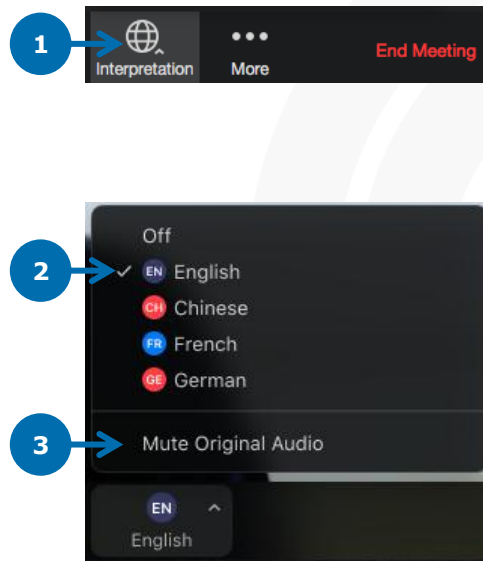 1
Interpretation
More
End Meeting
2
Off
EN English
CH Chinese
FR French
GE German
3
Mute Original Audio
EN
English